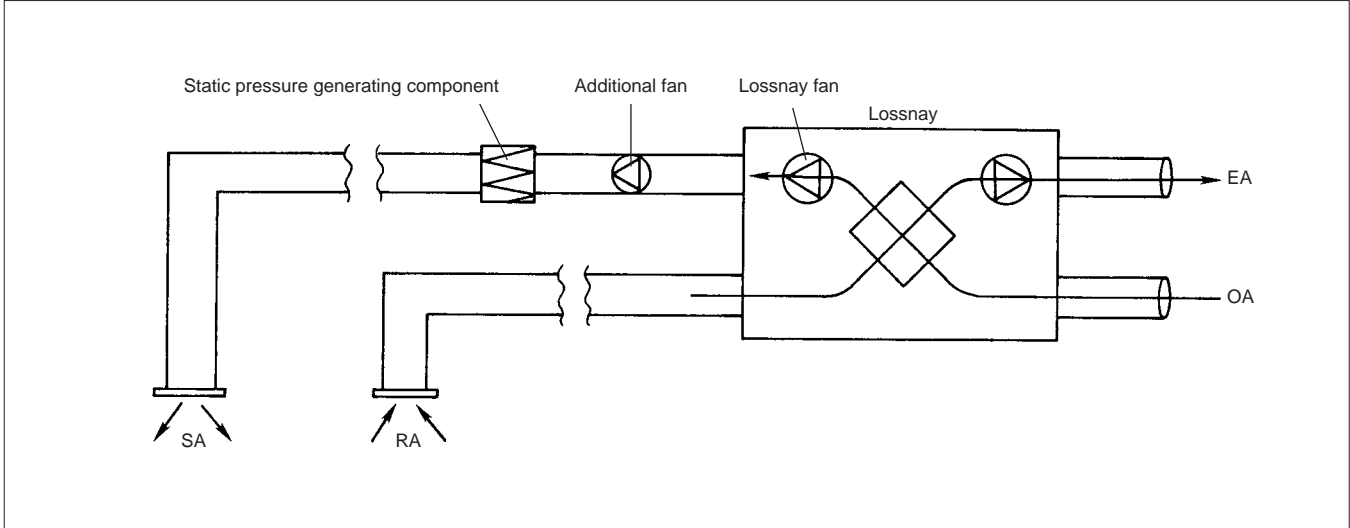 Static pressure generating component
Additional fan
Lossnay fan
Lossnay
EA
OA
SA
RA